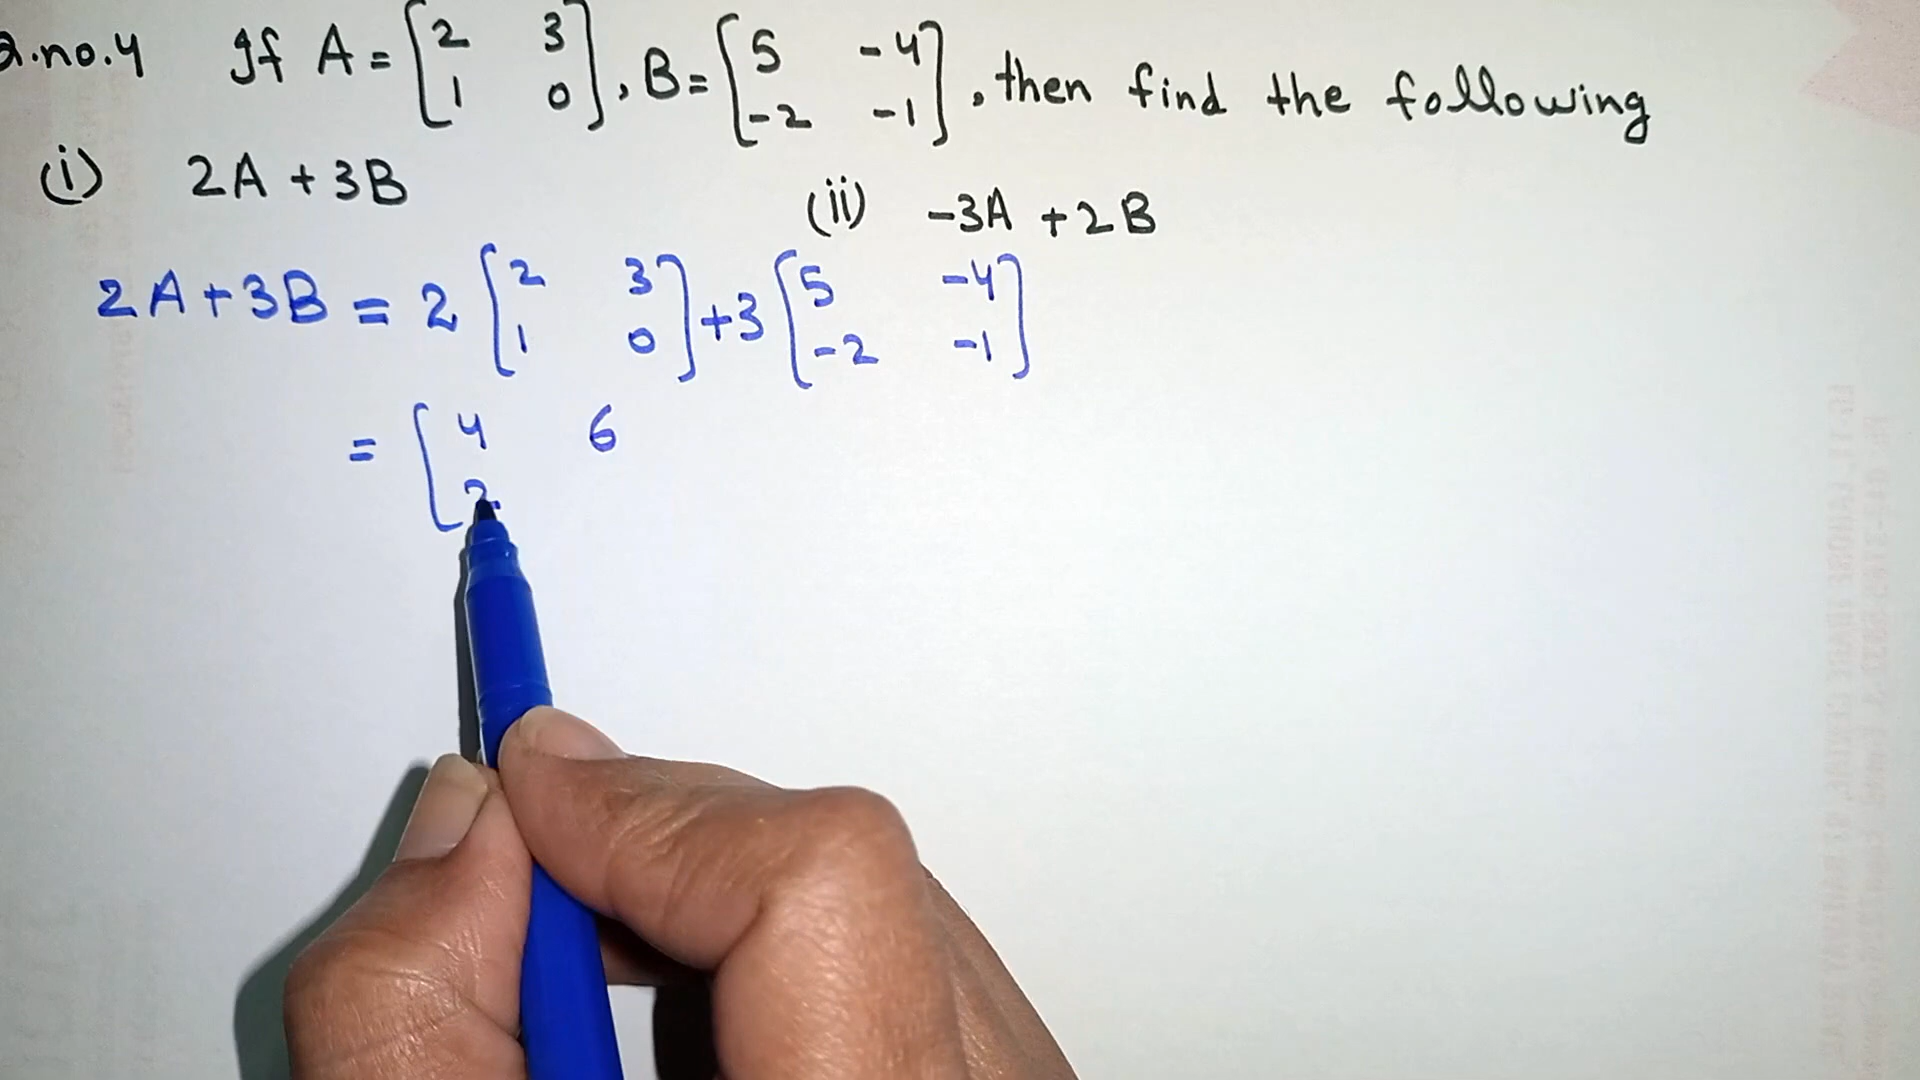 Q.no.4 If A = [2 3 1 0], B = [5 -4 -2 -1], then find the following
(i) 2A + 3B (ii) -3A + 2B
2A + 3B = 2 [2 3 1 0] + 3 [5 -4 -2 -1]
= [4 6 2